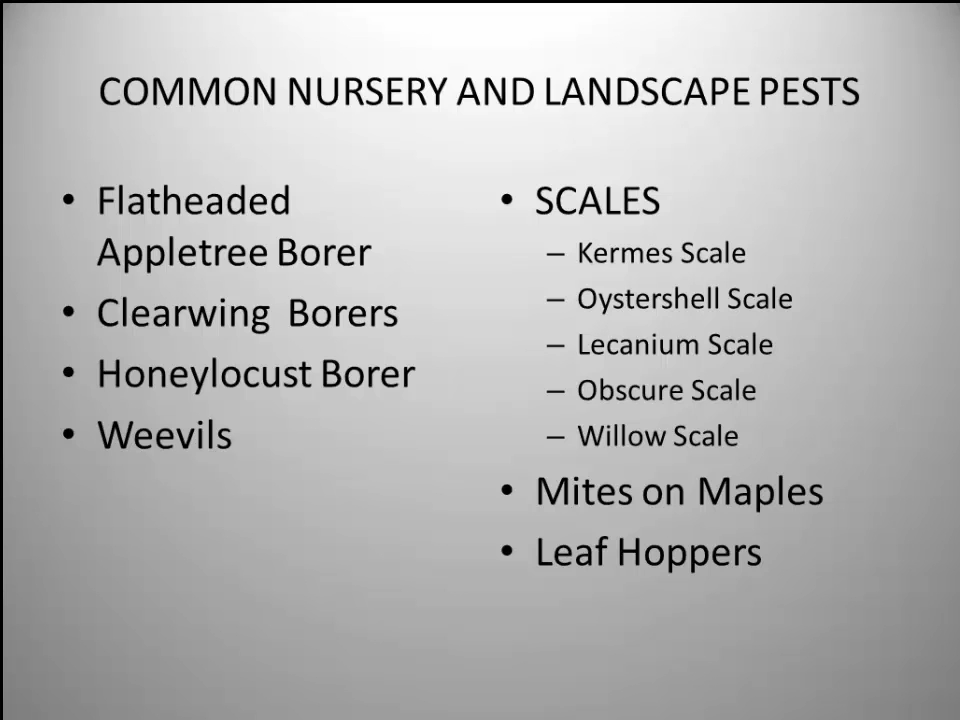 COMMON NURSERY AND LANDSCAPE PESTS
• Flatheaded
Appletree Borer
• Clearwing Borers
• Honeylocust Borer
• Weevils
• SCALES
– Kermes Scale
– Oystershell Scale
– Lecanium Scale
– Obscure Scale
– Willow Scale
• Mites on Maples
• Leaf Hoppers